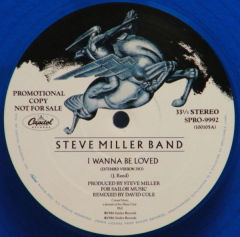 PROMOTIONAL
COPY
NOT FOR SALE
Capitol
33⅓ STEREO
SPRO-9992
STEVE MILLER BAND
I WANNA BE LOVED
(J. Reed)
PRODUCED BY STEVE MILLER
FOR SAILOR MUSIC
REMIXED BY DAVID COLE